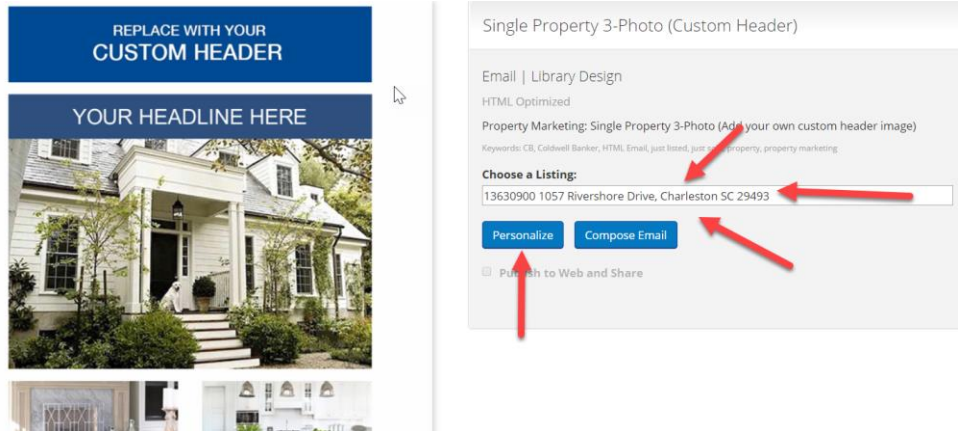 REPLACE WITH YOUR
CUSTOM HEADER
YOUR HEADLINE HERE
Single Property 3-Photo (Custom Header)
Email | Library Design
HTML Optimized
Property Marketing: Single Property 3-Photo (Add your own custom header image)
Keywords: CB, Coldwell Banker, HTML Email, just listed, just sold, property, property marketing
Choose a Listing:
13630900 1057 Rivershore Drive, Charleston SC 29493
Personalize
Compose Email
Publish to Web and Share